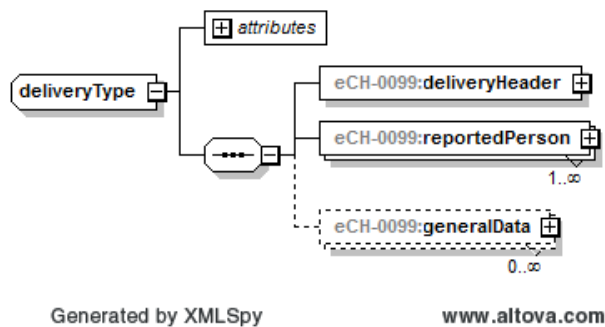 attributes
deliveryType
eCH-0099:deliveryHeader
eCH-0099:reportedPerson
1..∞
eCH-0099:generalData
0..∞
Generated by XMLSpy
www.altova.com